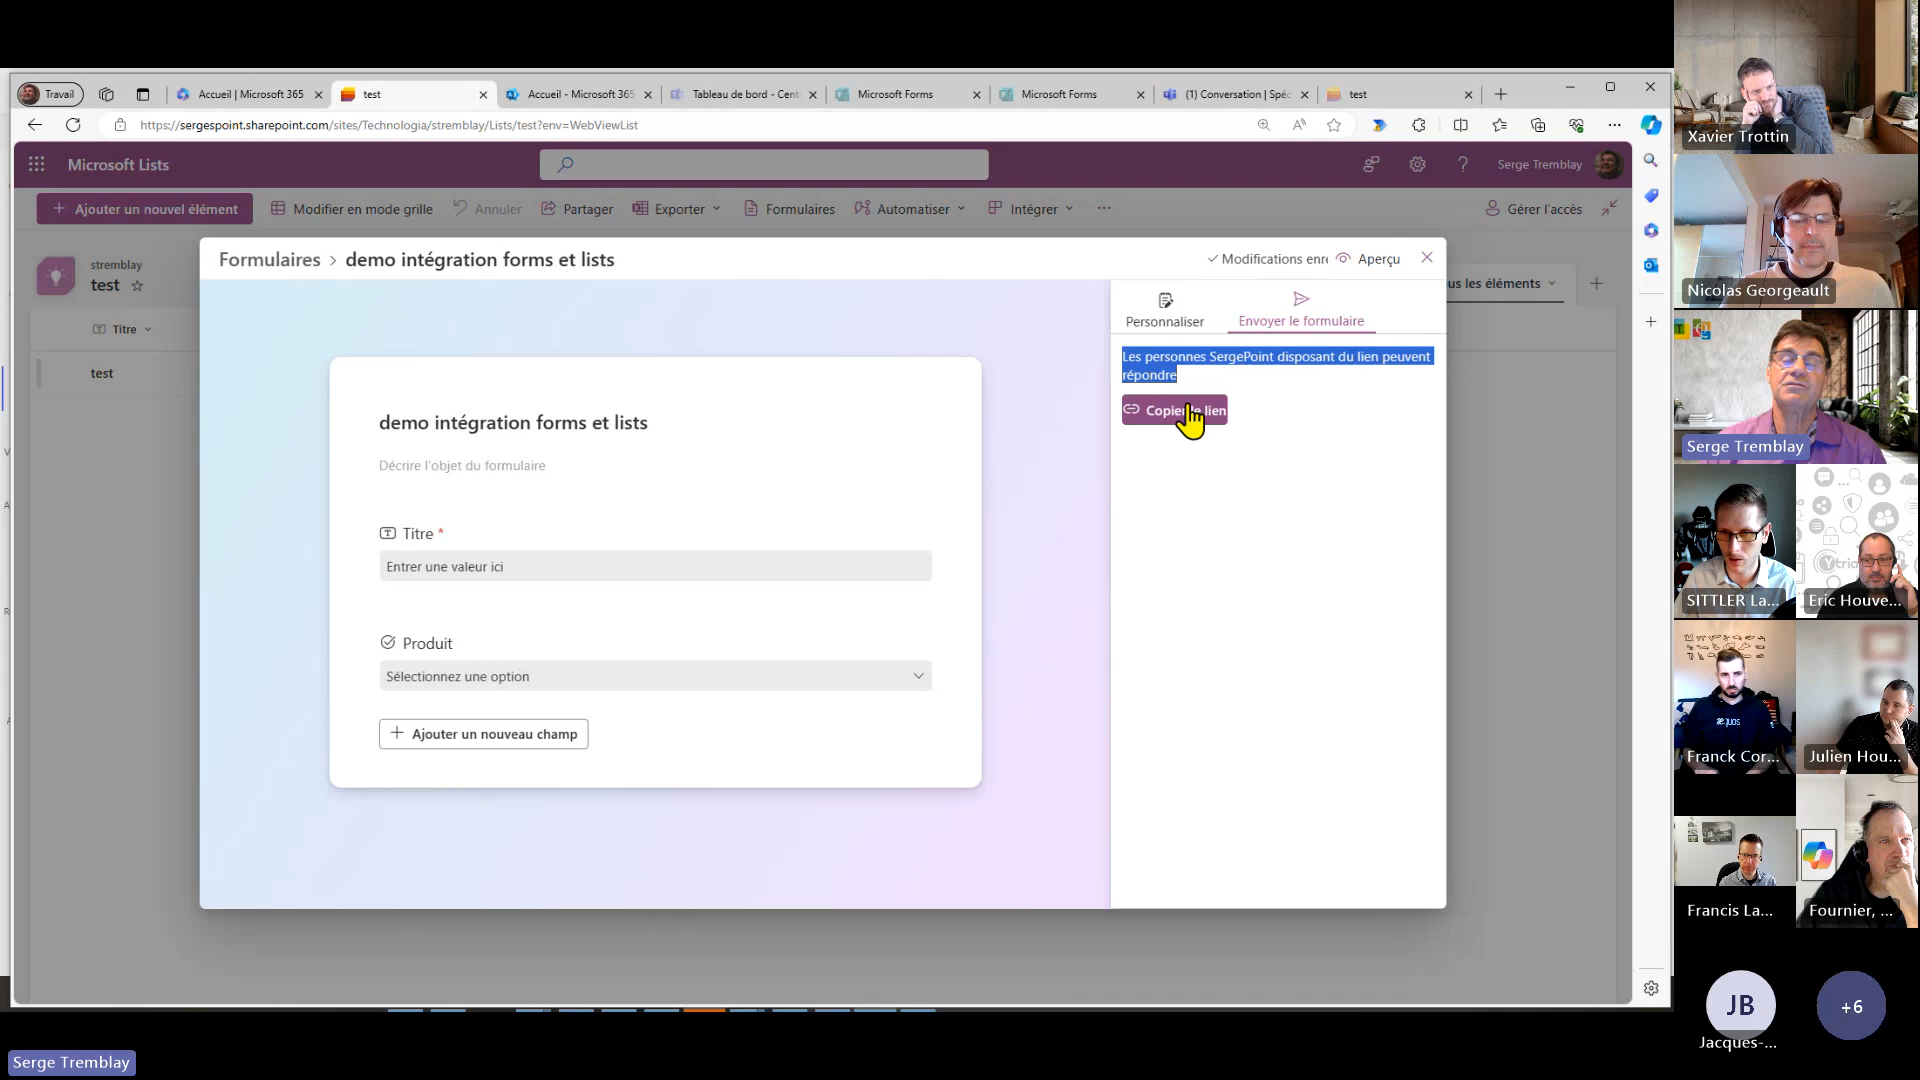 Travail
Accueil | Microsoft 365
test
Accueil - Microsoft 365
Tableau de bord - Cent
Microsoft Forms
Microsoft Forms
(1) Conversation | Spéc
test
https://sergespoint.sharepoint.com/sites/Technologia/stremblay/Lists/test?env=WebViewList
Microsoft Lists
Serge Tremblay
Ajouter un nouvel élément
Modifier en mode grille
Annuler
Partager
Exporter
Formulaires
Automatiser
Intégrer
Gérer l'accès
stremblay
test
us les éléments
Titre
test
Formulaires > demo intégration forms et lists
Modifications enre
Aperçu
Personnaliser
Envoyer le formulaire
Les personnes SergePoint disposant du lien peuvent
répondre
Copier le lien
demo intégration forms et lists
Décrire l'objet du formulaire
Titre *
Entrer une valeur ici
Produit
Sélectionnez une option
Ajouter un nouveau champ
Xavier Trottin
Nicolas Georgeault
Serge Tremblay
SITTLER La...
Eric Houve...
Franck Cor...
Julien Hou...
Francis La...
Fournier, ...
JB
+6
Jacques-...
Serge Tremblay